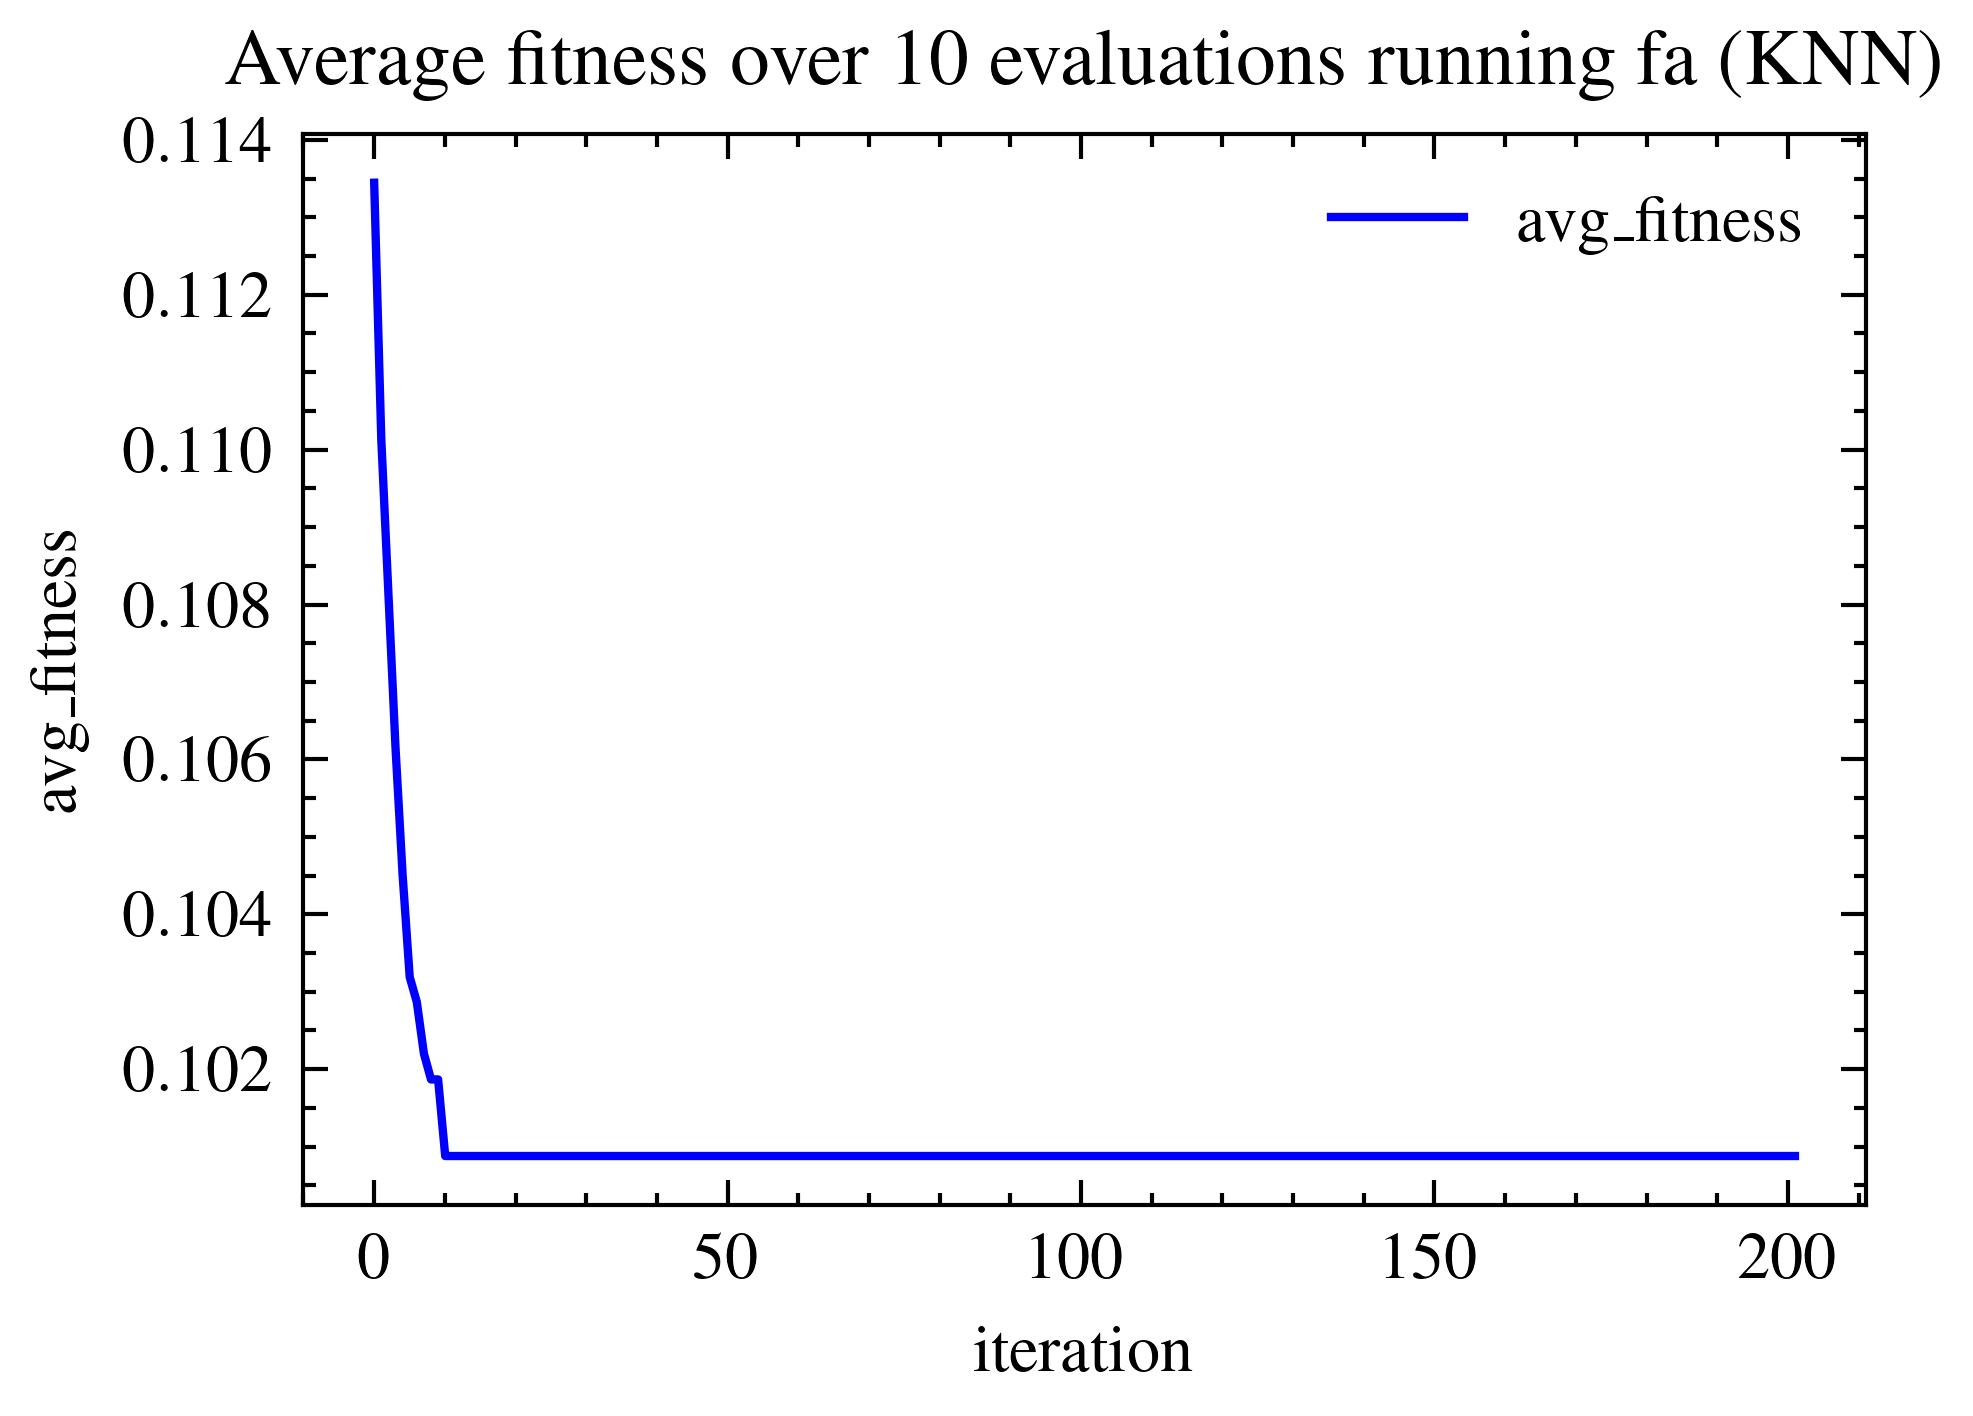 Average fitness over 10 evaluations running fa (KNN)
avg_fitness
0.114
0.112
0.110
0.108
0.106
0.104
0.102
avg_fitness
0 50 100 150 200
iteration